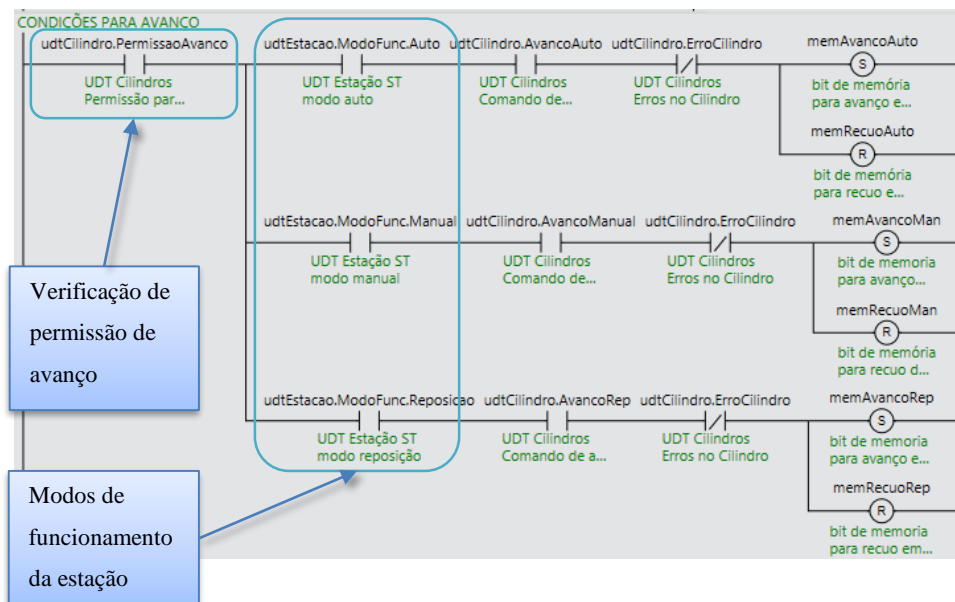 CONDIÇÕES PARA AVANCO
udtCilindro.PermissaoAvanco udtEstacao.ModoFunc.Auto udtCilindro.AvancoAuto udtCilindro.ErroCilindro memAvancoAuto
S
UDT Cilindros UDT Estação ST UDT Cilindros UDT Cilindros bit de memória
Permissão par... modo auto Comando de... Erros no Cilindro para avanço e...
memRecuoAuto
R
bit de memória
para recuo e...
udtEstacao.ModoFunc.Manual udtCilindro.AvancoManual udtCilindro.ErroCilindro memAvancoMan
S
UDT Estação ST UDT Cilindros UDT Cilindros bit de memoria
modo manual Comando de... Erros no Cilindro para avanço...
memRecuoMan
R
bit de memória
para recuo d...
udtEstacao.ModoFunc.Reposicao udtCilindro.AvancoRep udtCilindro.ErroCilindro memAvancoRep
S
UDT Estação ST UDT Cilindros UDT Cilindros bit de memoria
modo reposição Comando de a... Erros no Cilindro para avanço e...
memRecuoRep
R
bit de memoria
para recuo em...
Verificação de
permissão de
avanço
Modos de
funcionamento
da estação